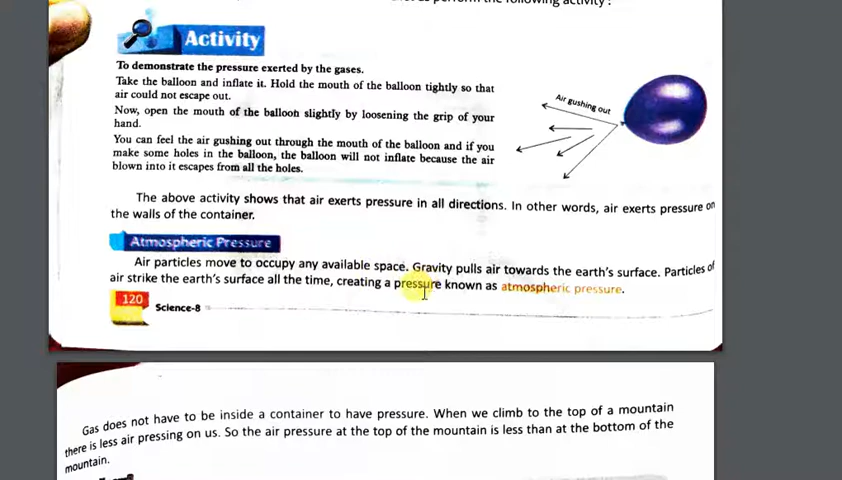 perform the following activity :
Activity
To demonstrate the pressure exerted by the gases.
Take the balloon and inflate it. Hold the mouth of the balloon tightly so that
air could not escape out.
Now, open the mouth of the balloon slightly by loosening the grip of your
hand.
You can feel the air gushing out through the mouth of the balloon and if you
make some holes in the balloon, the balloon will not inflate because the air
blown into it escapes from all the holes.
Air gushing out
The above activity shows that air exerts pressure in all directions. In other words, air exerts pressure on
the walls of the container.
Atmospheric Pressure
Air particles move to occupy any available space. Gravity pulls air towards the earth's surface. Particles of
air strike the earth's surface all the time, creating a pressure known as atmospheric pressure.
120
Science-8
Gas does not have to be inside a container to have pressure. When we climb to the top of a mountain
there is less air pressing on us. So the air pressure at the top of the mountain is less than at the bottom of the
mountain.